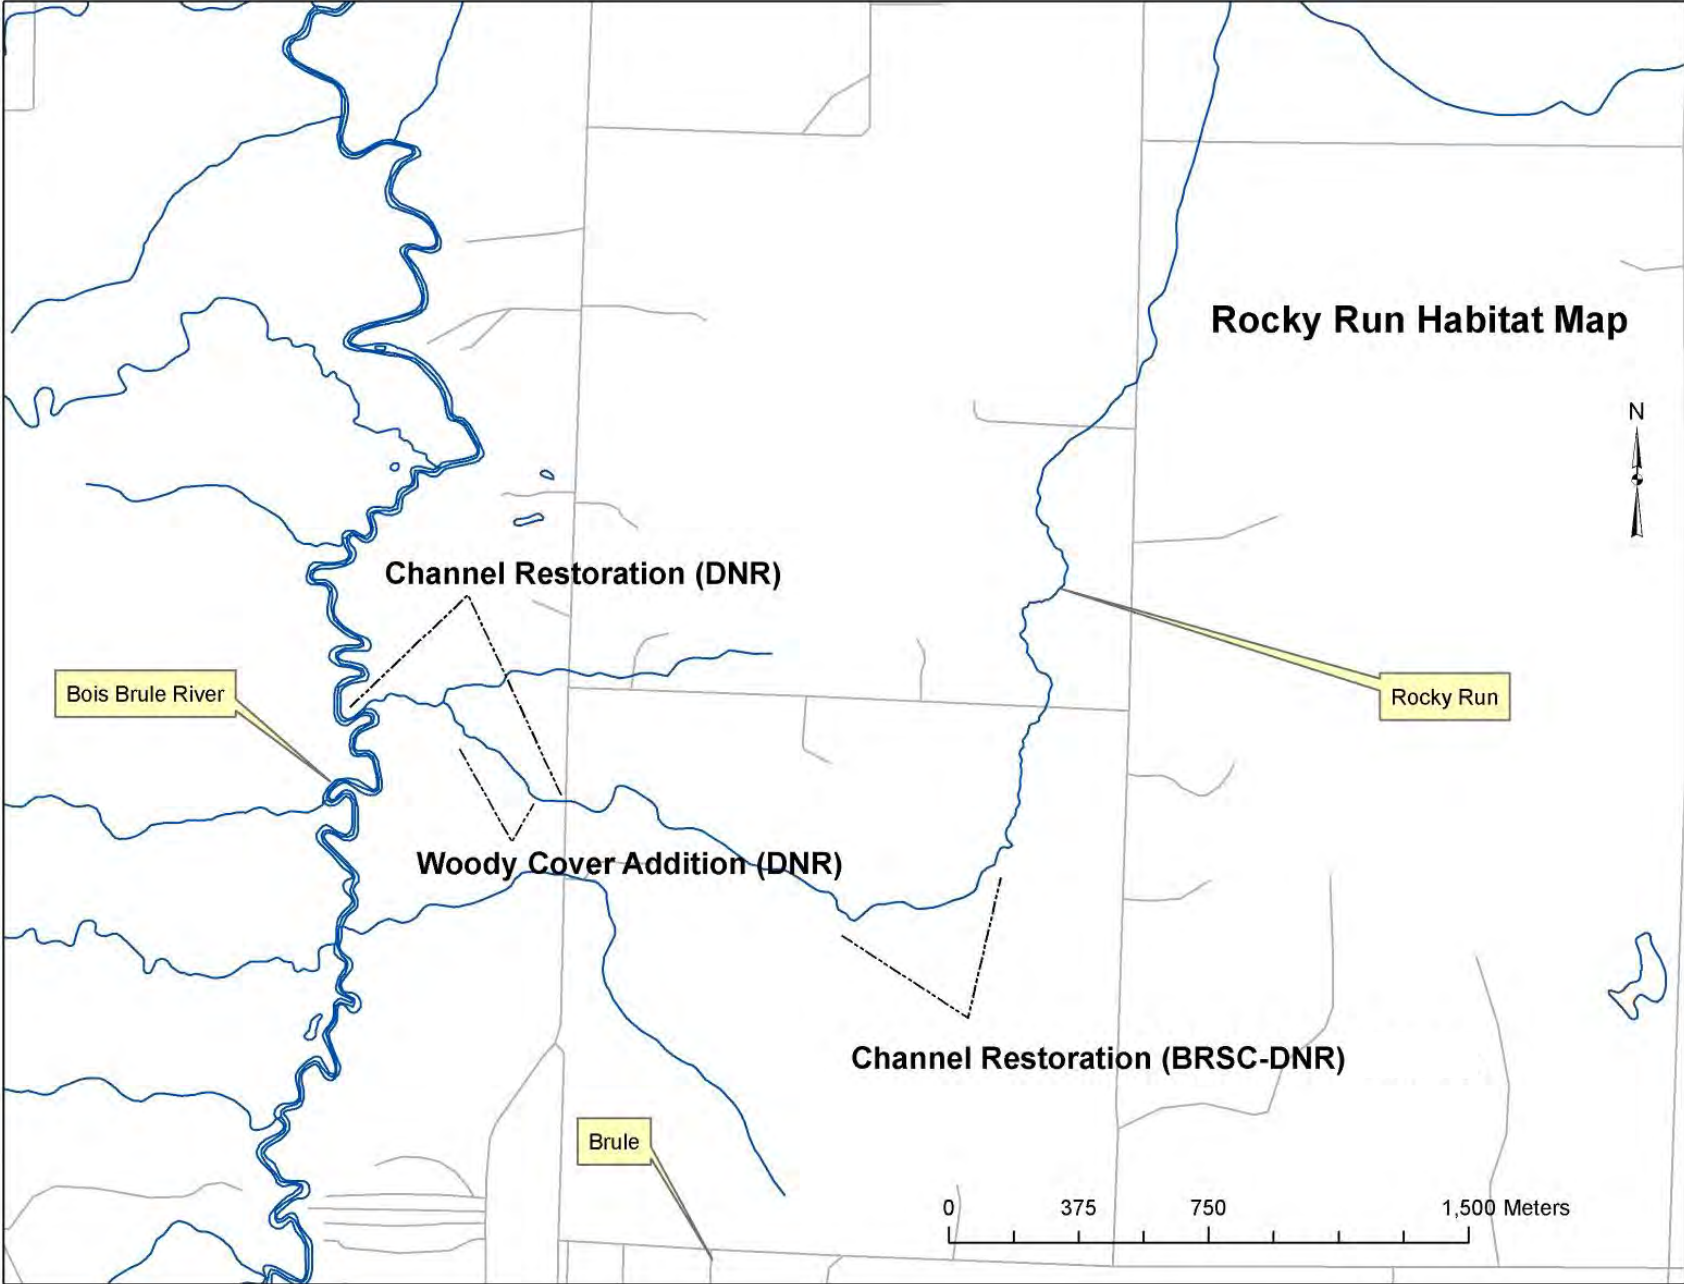 Rocky Run Habitat Map
N
Channel Restoration (DNR)
Bois Brule River
Rocky Run
Woody Cover Addition (DNR)
Channel Restoration (BRSC-DNR)
Brule
0 375 750 1,500 Meters